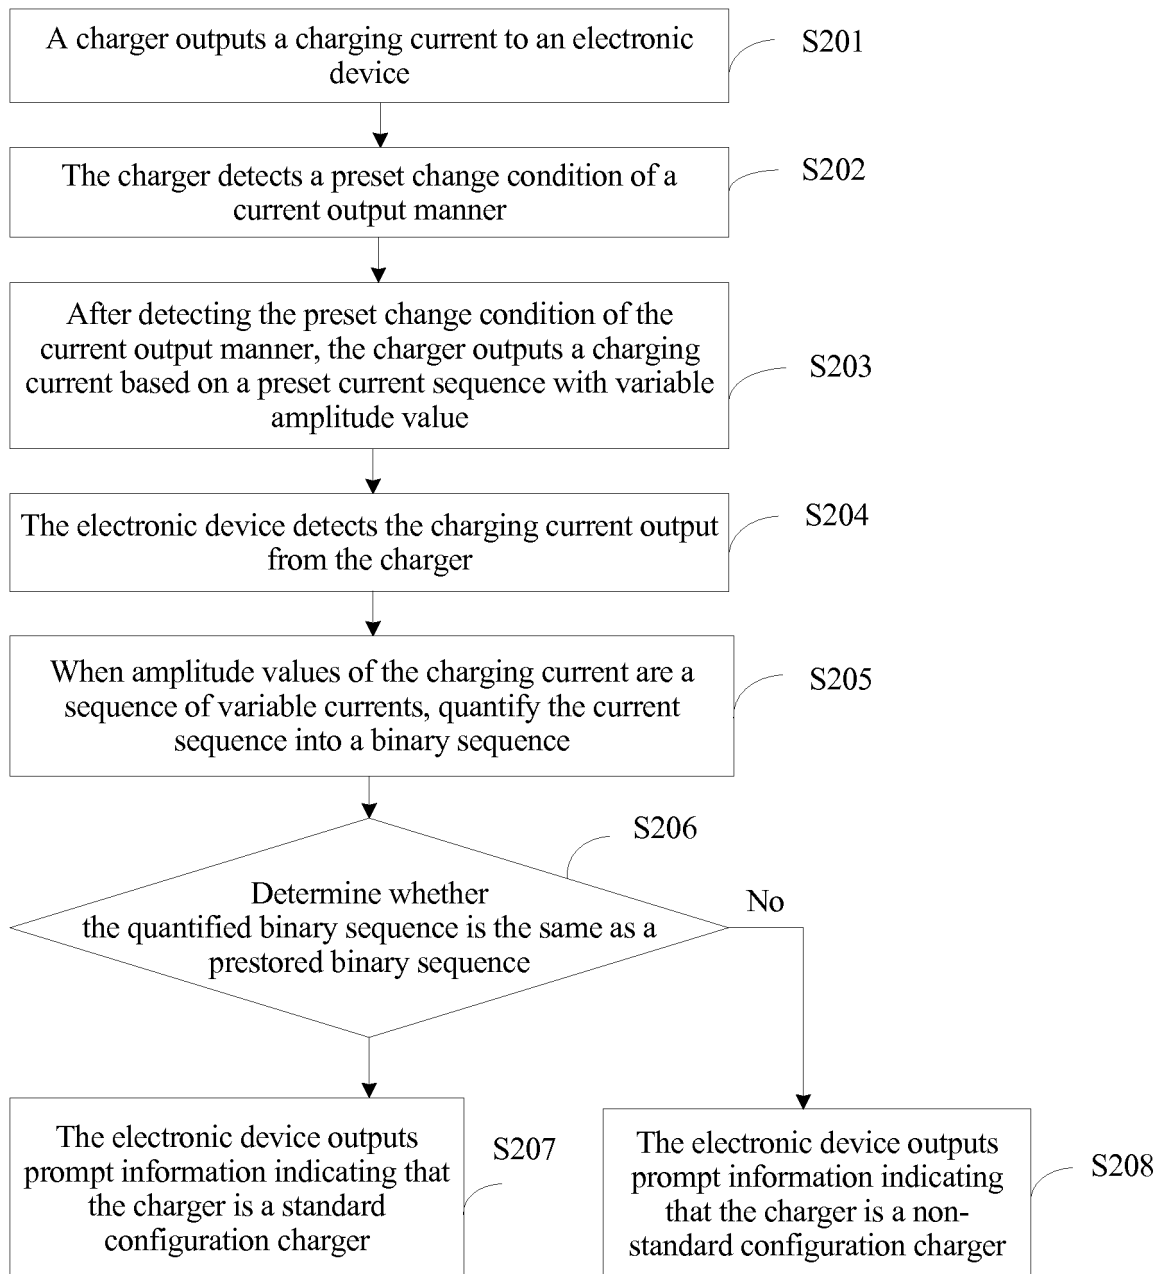 A charger outputs a charging current to an electronic
device
S201
The charger detects a preset change condition of a
current output manner
S202
After detecting the preset change condition of the
current output manner, the charger outputs a charging
current based on a preset current sequence with variable
amplitude value
S203
The electronic device detects the charging current output
from the charger
S204
When amplitude values of the charging current are a
sequence of variable currents, quantify the current
sequence into a binary sequence
S205
S206
Determine whether
the quantified binary sequence is the same as a
prestored binary sequence
No
The electronic device outputs
prompt information indicating that
the charger is a standard
configuration charger
S207
The electronic device outputs
prompt information indicating
that the charger is a non-
standard configuration charger
S208